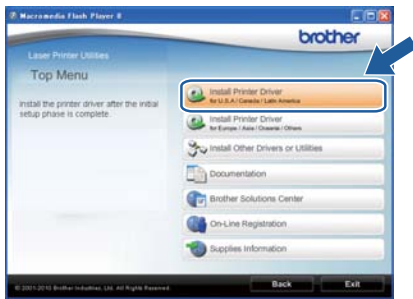 Macromedia Flash Player 8
brother
Laser Printer Utilities
Top Menu
Install the printer driver after the initial
setup phase is complete.
Install Printer Driver
for U.S.A / Canada / Latin America
Install Printer Driver
for Europe / Asia / Oceania / Others
Install Other Drivers or Utilities
Documentation
Brother Solutions Center
On-Line Registration
Supplies Information
© 2001-2010 Brother Industries, Ltd. All Rights Reserved.
Back
Exit